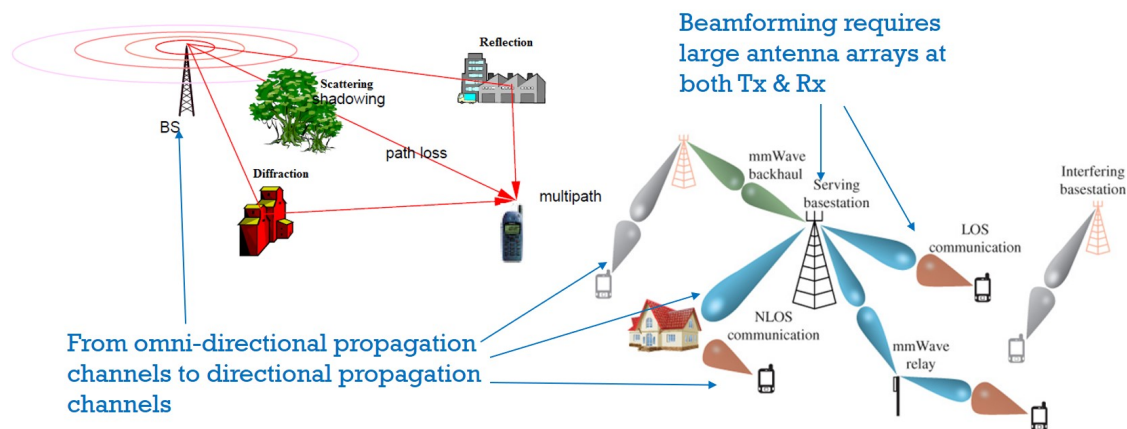 Beamforming requires
large antenna arrays at
both Tx & Rx
Reflection
Scattering
shadowing
BS
path loss
Diffraction
multipath
mmWave
backhaul
Serving
basestation
Interfering
basestation
LOS
communication
NLOS
communication
mmWave
relay
From omni-directional propagation
channels to directional propagation
channels